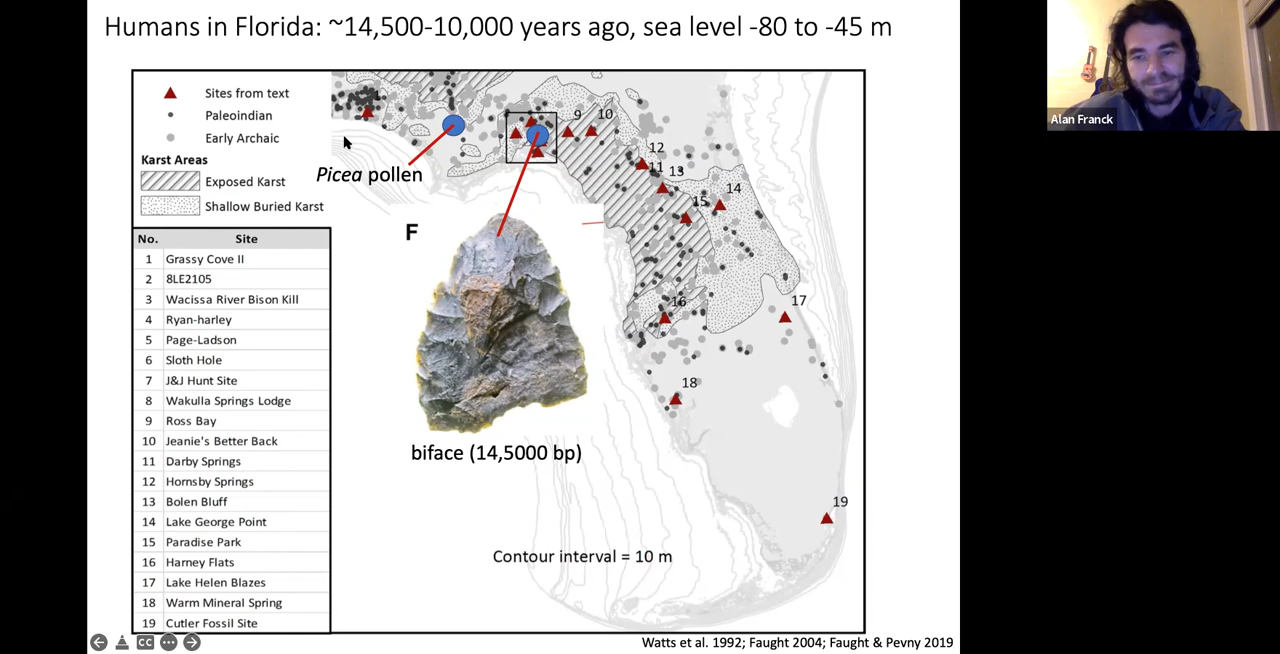 Humans in Florida: ~14,500-10,000 years ago, sea level -80 to -45 m
Alan Franck
Sites from text
Paleoindian
Early Archaic
Karst Areas
Exposed Karst
Shallow Buried Karst
Picea pollen
9
10
12
11
13
14
15
16
17
18
19
F
biface (14,5000 bp)
Contour interval = 10 m
No. Site
1 Grassy Cove II
2 8LE2105
3 Wacissa River Bison Kill
4 Ryan-harley
5 Page-Ladson
6 Sloth Hole
7 J&J Hunt Site
8 Wakulla Springs Lodge
9 Ross Bay
10 Jeanie's Better Back
11 Darby Springs
12 Hornsby Springs
13 Bolen Bluff
14 Lake George Point
15 Paradise Park
16 Harney Flats
17 Lake Helen Blazes
18 Warm Mineral Spring
19 Cutler Fossil Site
CC
Watts et al. 1992; Faught 2004; Faught & Pevny 2019